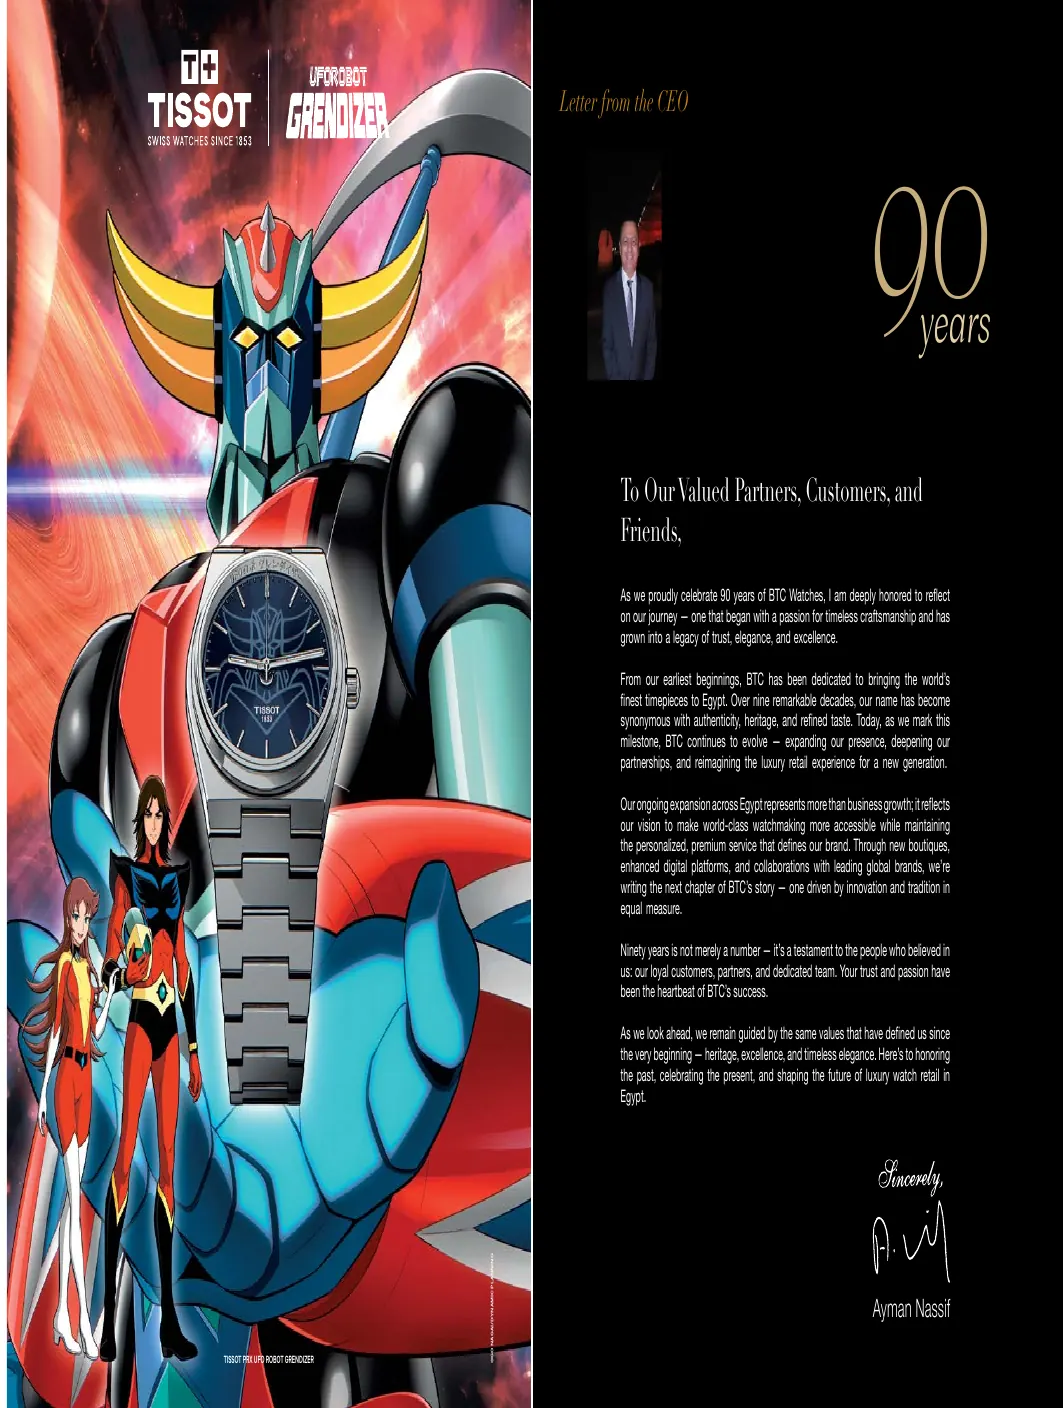 T+
TISSOT
SWISS WATCHES SINCE 1853
UFOROBOT
GRENDIZER
TISSOT
1853
TISSOT PRX UFO ROBOT GRENDIZER
Letter from the CEO
90
years
To Our Valued Partners, Customers, and
Friends,
As we proudly celebrate 90 years of BTC Watches, I am deeply honored to reflect
on our journey – one that began with a passion for timeless craftsmanship and has
grown into a legacy of trust, elegance, and excellence.
From our earliest beginnings, BTC has been dedicated to bringing the world's
finest timepieces to Egypt. Over nine remarkable decades, our name has become
synonymous with authenticity, heritage, and refined taste. Today, as we mark this
milestone, BTC continues to evolve – expanding our presence, deepening our
partnerships, and reimagining the luxury retail experience for a new generation.
Our ongoing expansion across Egypt represents more than business growth; it reflects
our vision to make world-class watchmaking more accessible while maintaining
the personalized, premium service that defines our brand. Through new boutiques,
enhanced digital platforms, and collaborations with leading global brands, we're
writing the next chapter of BTC's story – one driven by innovation and tradition in
equal measure.
Ninety years is not merely a number – it's a testament to the people who believed in
us: our loyal customers, partners, and dedicated team. Your trust and passion have
been the heartbeat of BTC's success.
As we look ahead, we remain guided by the same values that have defined us since
the very beginning – heritage, excellence, and timeless elegance. Here's to honoring
the past, celebrating the present, and shaping the future of luxury watch retail in
Egypt.
Sincerely,
Ayman Nassif